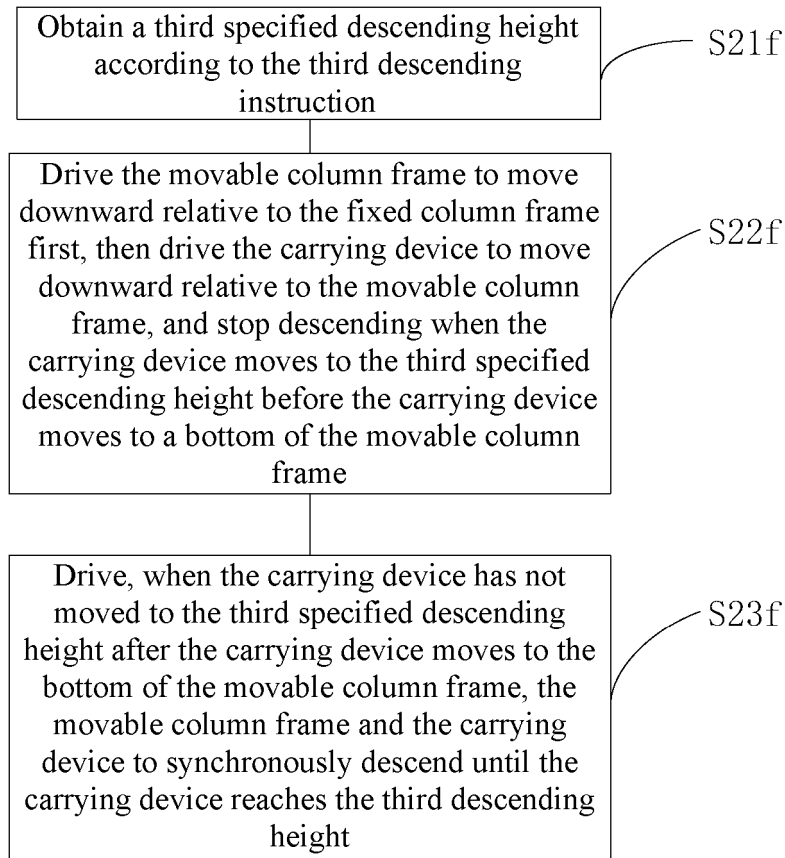 Obtain a third specified descending height
according to the third descending
instruction
S21f
Drive the movable column frame to move
downward relative to the fixed column frame
first, then drive the carrying device to move
downward relative to the movable column
frame, and stop descending when the
carrying device moves to the third specified
descending height before the carrying device
moves to a bottom of the movable column
frame
S22f
Drive, when the carrying device has not
moved to the third specified descending
height after the carrying device moves to the
bottom of the movable column frame, the
movable column frame and the carrying
device to synchronously descend until the
carrying device reaches the third descending
height
S23f